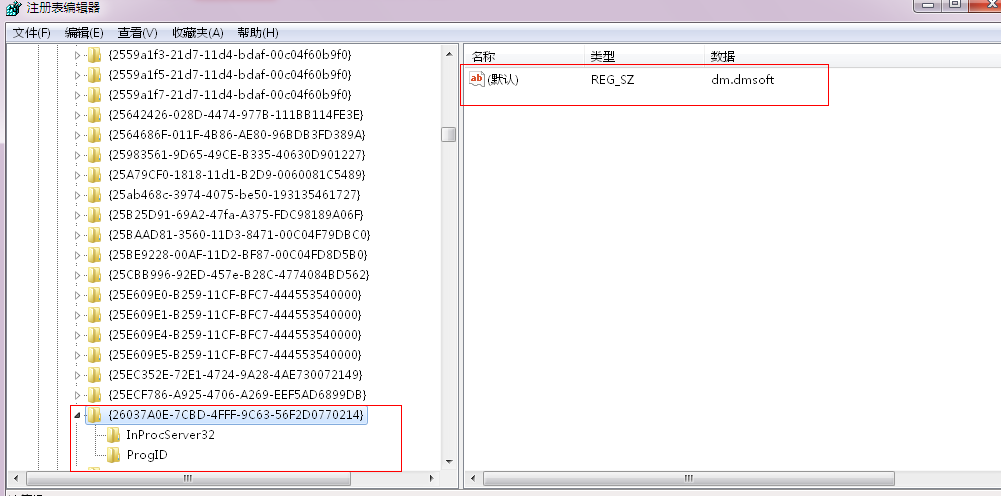 注册表编辑器
文件(F) 编辑(E) 查看(V) 收藏夹(A) 帮助(H)
{2559a1f3-21d7-11d4-bdaf-00c04f60b9f0}
{2559a1f5-21d7-11d4-bdaf-00c04f60b9f0}
{2559a1f7-21d7-11d4-bdaf-00c04f60b9f0}
{25642426-028D-4474-977B-111BB114FE3E}
{2564686F-011F-4B86-AE80-96BDB3FD389A}
{25983561-9D65-49CE-B335-40630D901227}
{25A79CF0-1818-11d1-B2D9-0060081C5489}
{25ab468c-3974-4075-be50-193135461727}
{25B25D91-69A2-47fa-A375-FDC98189A06F}
{25BAAD81-3560-11D3-8471-00C04F79DBC0}
{25BE9228-00AF-11D2-BF87-00C04FD8D5B0}
{25CBB996-92ED-457e-B28C-4774084BD562}
{25E609E0-B259-11CF-BFC7-444553540000}
{25E609E1-B259-11CF-BFC7-444553540000}
{25E609E4-B259-11CF-BFC7-444553540000}
{25E609E5-B259-11CF-BFC7-444553540000}
{25EC352E-72E1-4724-9A28-4AE730072149}
{25ECF786-A925-4706-A269-EEF5AD6899DB}
{26037A0E-7CBD-4FFF-9C63-56F2D0770214}
InProcServer32
ProgID
名称 类型 数据
(默认) REG_SZ dm.dmsoft